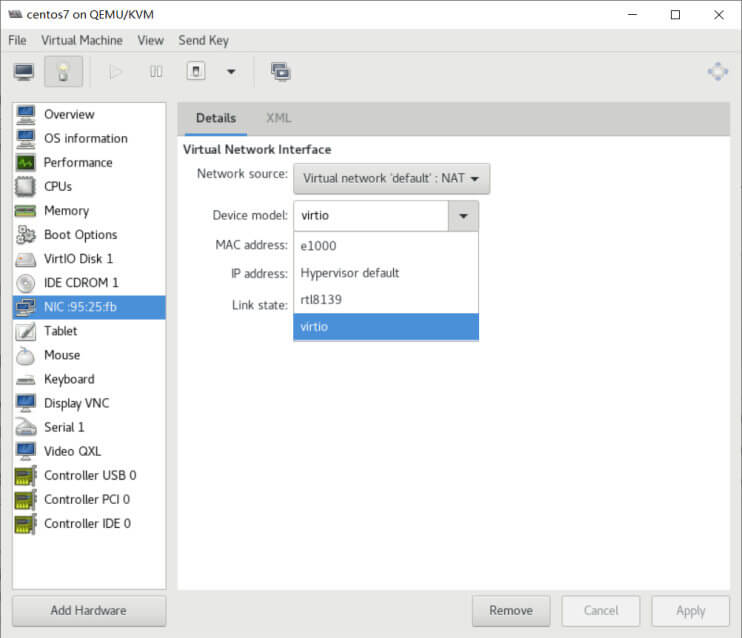 centos7 on QEMU/KVM
File Virtual Machine View Send Key
Overview
OS information
Performance
CPUs
Memory
Boot Options
VirtIO Disk 1
IDE CDROM 1
NIC :95:25:fb
Tablet
Mouse
Keyboard
Display VNC
Serial 1
Video QXL
Controller USB 0
Controller PCI 0
Controller IDE 0
Add Hardware
Details XML
Virtual Network Interface
Network source: Virtual network 'default' : NAT
Device model: virtio
MAC address:
IP address:
Link state:
e1000
Hypervisor default
rtl8139
virtio
Remove Cancel Apply